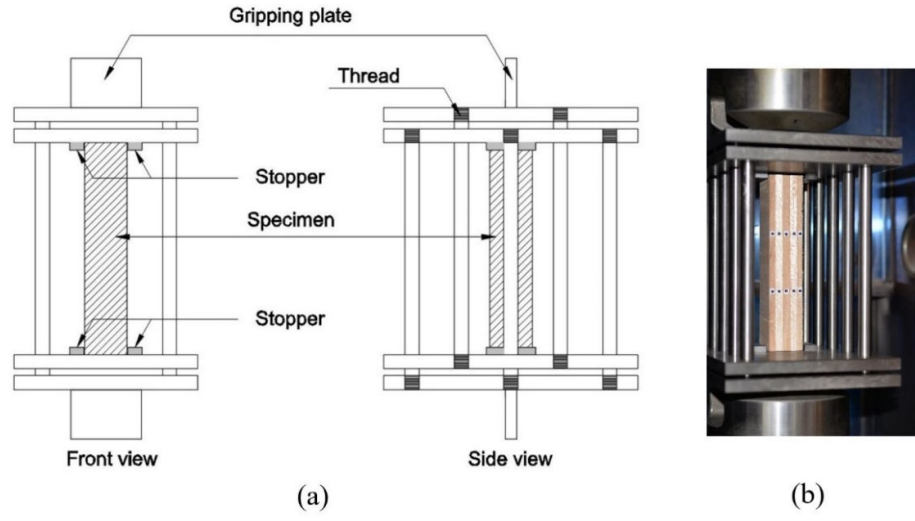 Gripping plate
Thread
Stopper
Specimen
Stopper
Front view
Side view
(a)
(b)